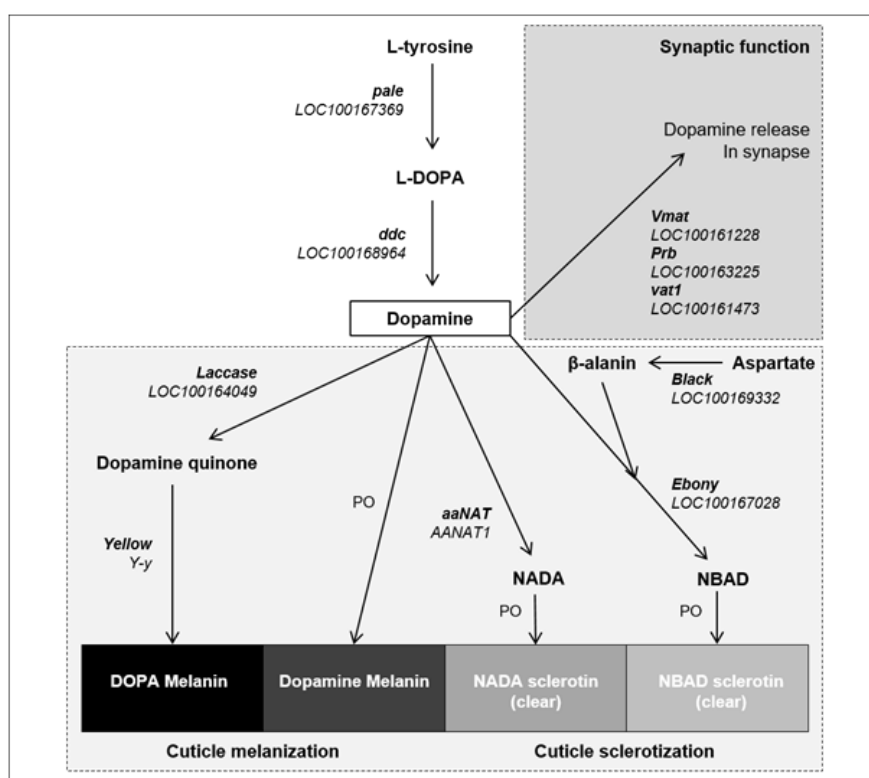 L-tyrosine
Synaptic function
pale
LOC100167369
Dopamine release
In synapse
L-DOPA
Vmat
LOC100161228
Prb
LOC100163225
vat1
LOC100161473
ddc
LOC100168964
Dopamine
β-alanin
Aspartate
Black
LOC100169332
Laccase
LOC100164049
Dopamine quinone
PO
aaNAT
AANAT1
Ebony
LOC100167028
Yellow
Y-y
NADA
NBAD
PO
PO
DOPA Melanin
Dopamine Melanin
NADA sclerotin
(clear)
NBAD sclerotin
(clear)
Cuticle melanization
Cuticle sclerotization